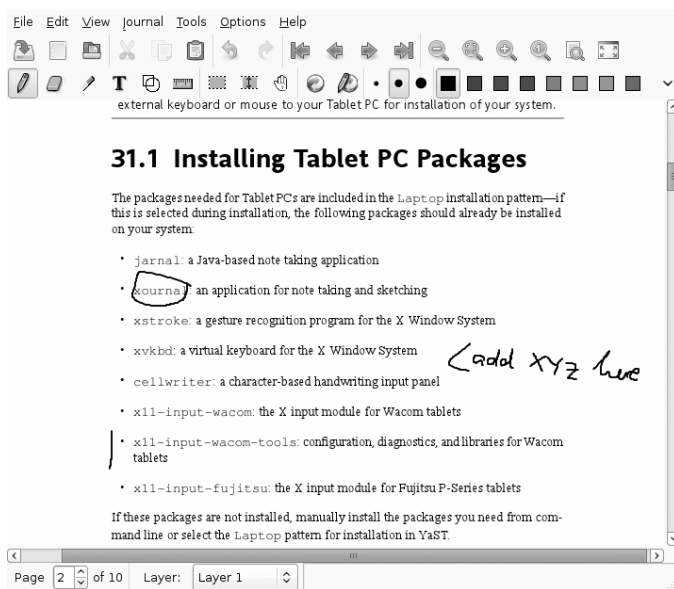 File Edit View Journal Tools Options Help
T
external keyboard or mouse to your Tablet PC for installation of your system.
31.1 Installing Tablet PC Packages
The packages needed for Tablet PC's are included in the Laptop installation pattern—if
this is selected during installation, the following packages should already be installed
on your system:
• jarnal: a Java-based note taking application
• xournal: an application for note taking and sketching
• xstroke: a gesture recognition program for the X Window System
• xvkbd: a virtual keyboard for the X Window System
<add XYZ here
• cellwriter: a character-based handwriting input panel
• x11-input-wacom: the X input module for Wacom tablets
• x11-input-wacom-tools: configuration, diagnostics, and libraries for Wacom
tablets
• x11-input-fujitsu: the X input module for Fujitsu P-Series tablets
If these packages are not installed, manually install the packages you need from com-
mand line or select the Laptop pattern for installation in YaST.
Page 2 of 10 Layer: Layer 1